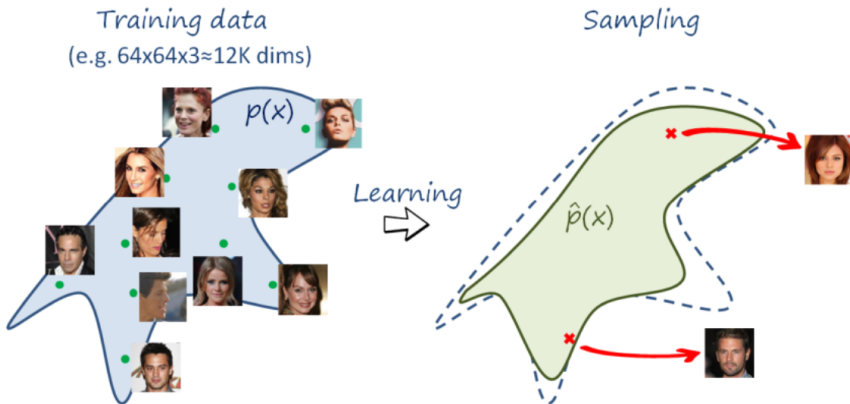 Training data
(e.g. 64x64x3≈12K dims)
p(x)
Learning
Sampling
p̂(x)